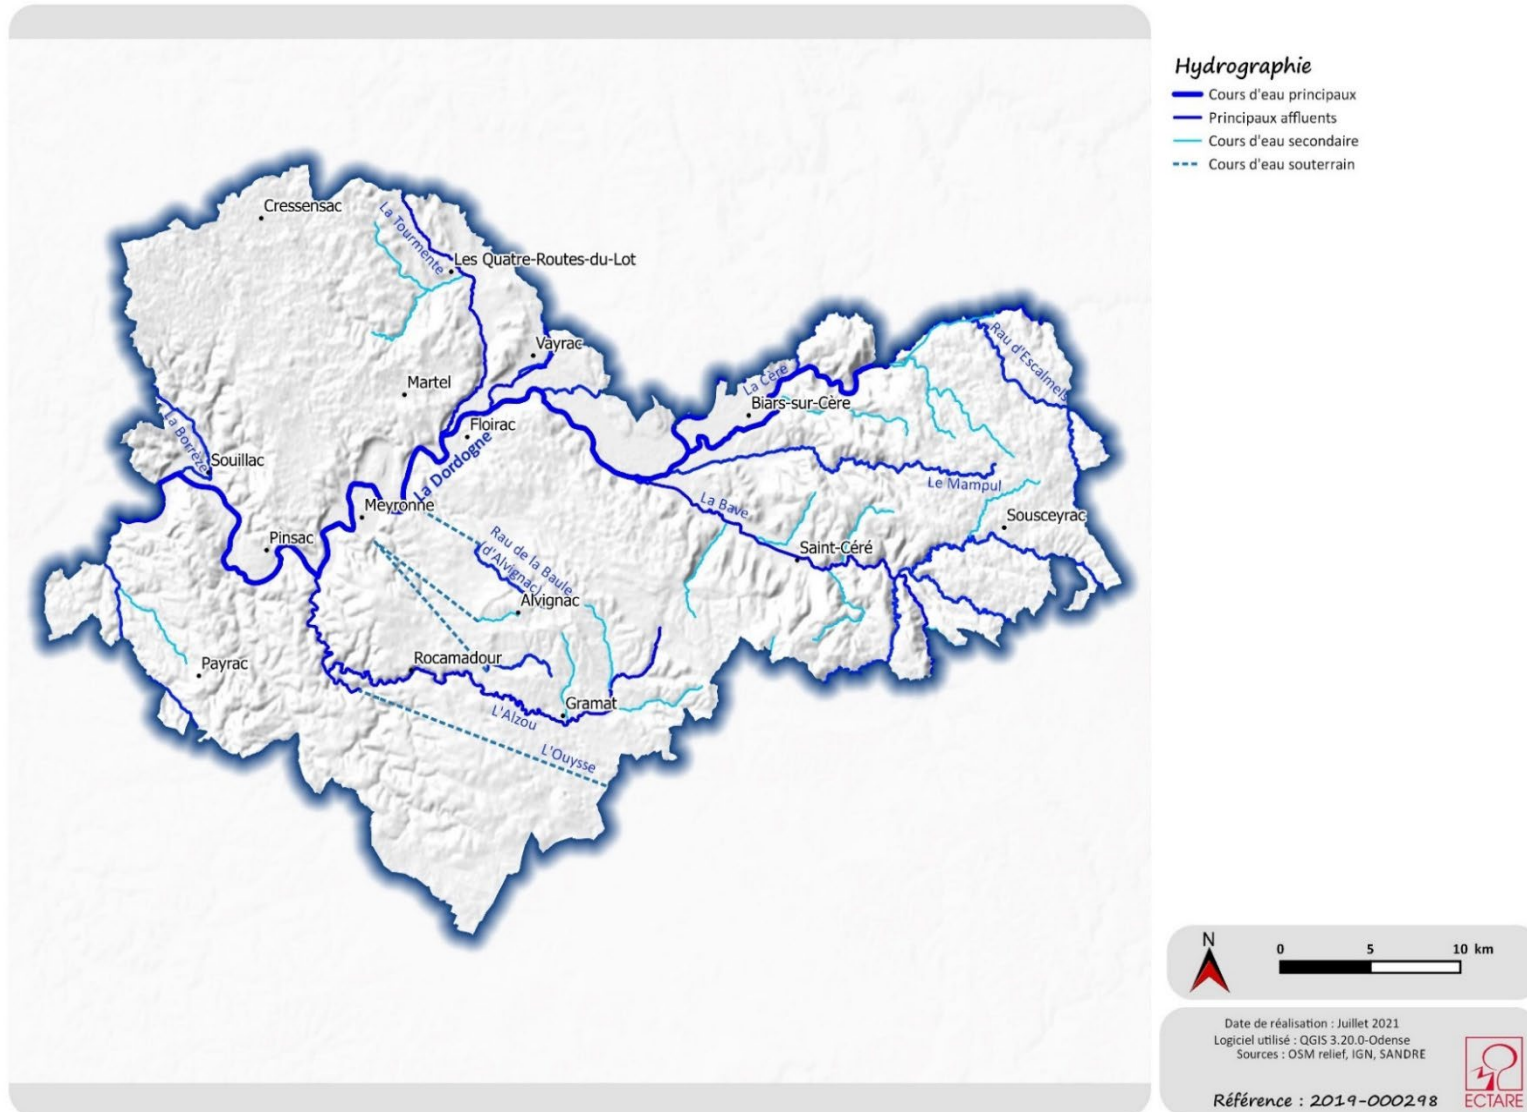 Hydrographie
Cours d'eau principaux
Principaux affluents
Cours d'eau secondaire
Cours d'eau souterrain
Cressensac
La Tourmente
Les Quatre-Routes-du-Lot
Vayrac
Rau d'Escalmels
Martel
La Cère
Biars-sur-Cère
La Borrèze
Floirac
Souillac
La Dordogne
Le Mampul
Meyronne
La Bave
Sousceyrac
Pinsac
Rau de la Baule
(d'Alvignac)
Saint-Céré
Alvignac
Payrac
Rocamadour
Gramat
L'Alzou
L'Ouysse
N
0 5 10 km
Date de réalisation : Juillet 2021
Logiciel utilisé : QGIS 3.20.0-Odense
Sources : OSM relief, IGN, SANDRE
Référence : 2019-000298
ECTARE